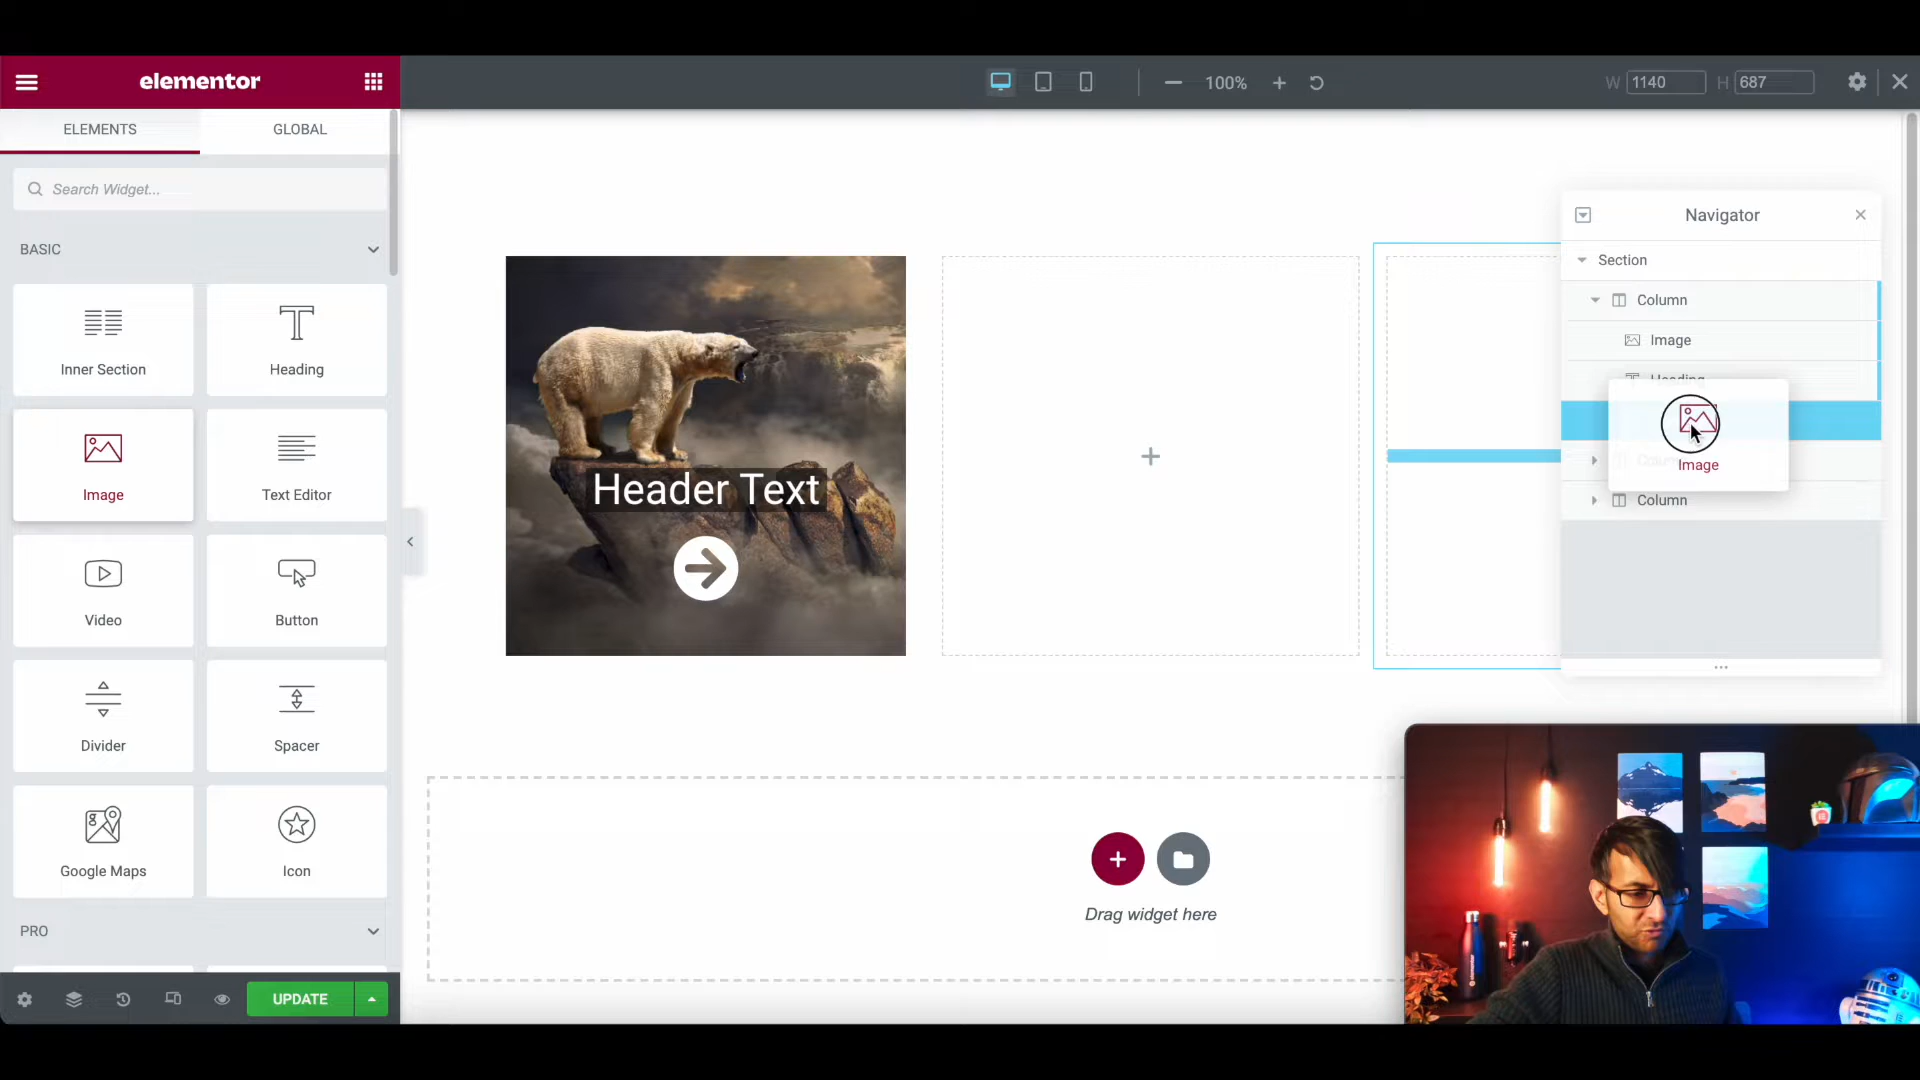 elementor
100%
W 1140 H 687
ELEMENTS
GLOBAL
Search Widget...
BASIC
Inner Section
Heading
Image
Text Editor
Video
Button
Divider
Spacer
Google Maps
Icon
PRO
UPDATE
Header Text
Drag widget here
Navigator
Section
Column
Image
Heading
Image
Column